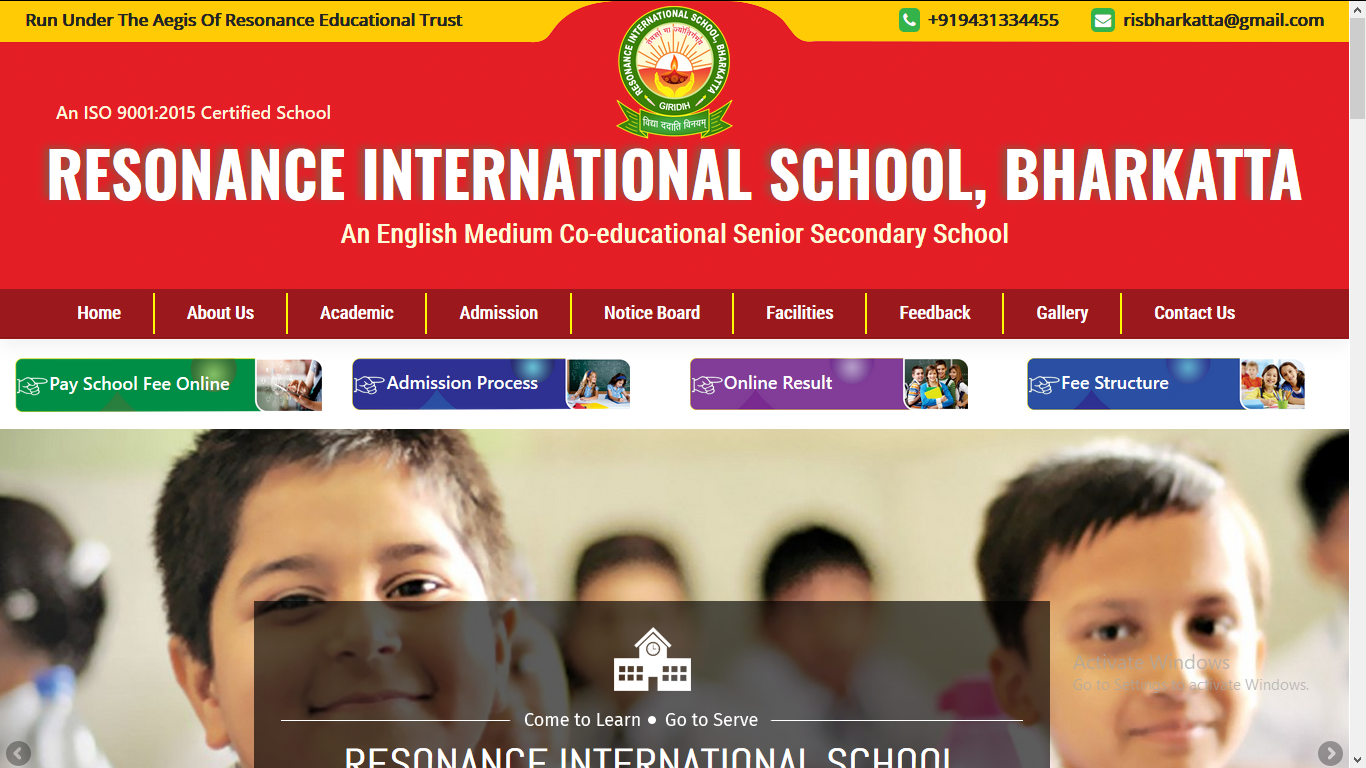 Run Under The Aegis Of Resonance Educational Trust
+919431334455
risbharkatta@gmail.com
RESONANCE INTERNATIONAL SCHOOL, BHARKATTA
तमसो मा ज्योतिर्गमय
GIRIDIH
विद्या ददाति विनयम्
An ISO 9001:2015 Certified School
RESONANCE INTERNATIONAL SCHOOL, BHARKATTA
An English Medium Co-educational Senior Secondary School
Home
About Us
Academic
Admission
Notice Board
Facilities
Feedback
Gallery
Contact Us
Pay School Fee Online
Admission Process
Online Result
Fee Structure
Activate Windows
Go to Settings to activate Windows.
Come to Learn ● Go to Serve
RESONANCE INTERNATIONAL SCHOOL